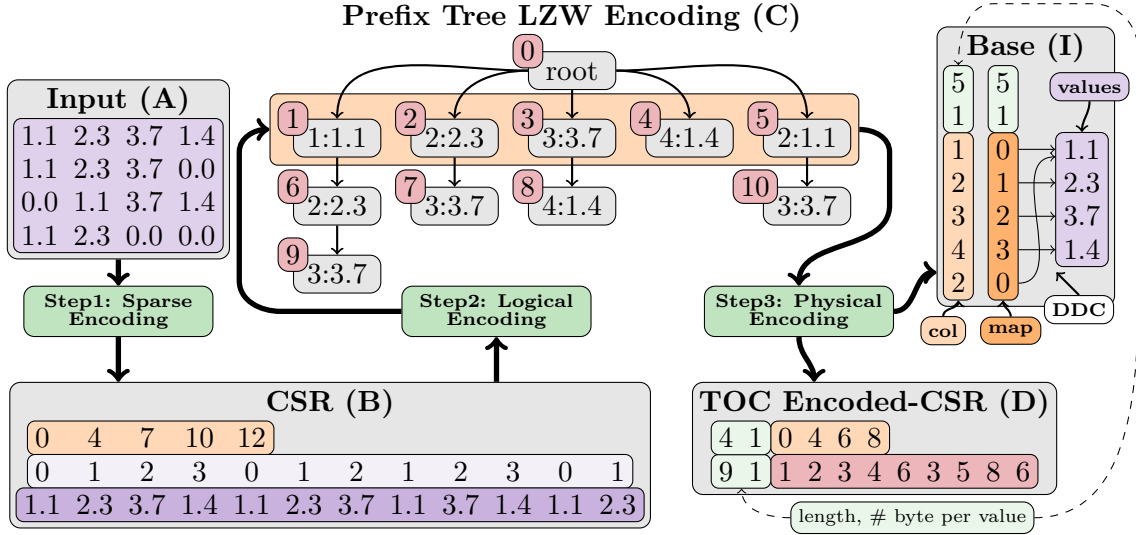 Prefix Tree LZW Encoding (C)
0
root
1
1:1.1
2
2:2.3
3
3:3.7
4
4:1.4
5
2:1.1
6
2:2.3
7
3:3.7
8
4:1.4
10
3:3.7
9
3:3.7
Input (A)
1.1 2.3 3.7 1.4
1.1 2.3 3.7 0.0
0.0 1.1 3.7 1.4
1.1 2.3 0.0 0.0
Step1: Sparse
Encoding
Step2: Logical
Encoding
Step3: Physical
Encoding
Base (I)
5 5
1 1
values
1 0 1.1
2 1 2.3
3 2 3.7
4 3 1.4
2 0
col
map
DDC
CSR (B)
0 4 7 10 12
0 1 2 3 0 1 2 1 2 3 0 1
1.1 2.3 3.7 1.4 1.1 2.3 3.7 1.1 3.7 1.4 1.1 2.3
TOC Encoded-CSR (D)
4 1 0 4 6 8
9 1 1 2 3 4 6 3 5 8 6
length, # byte per value